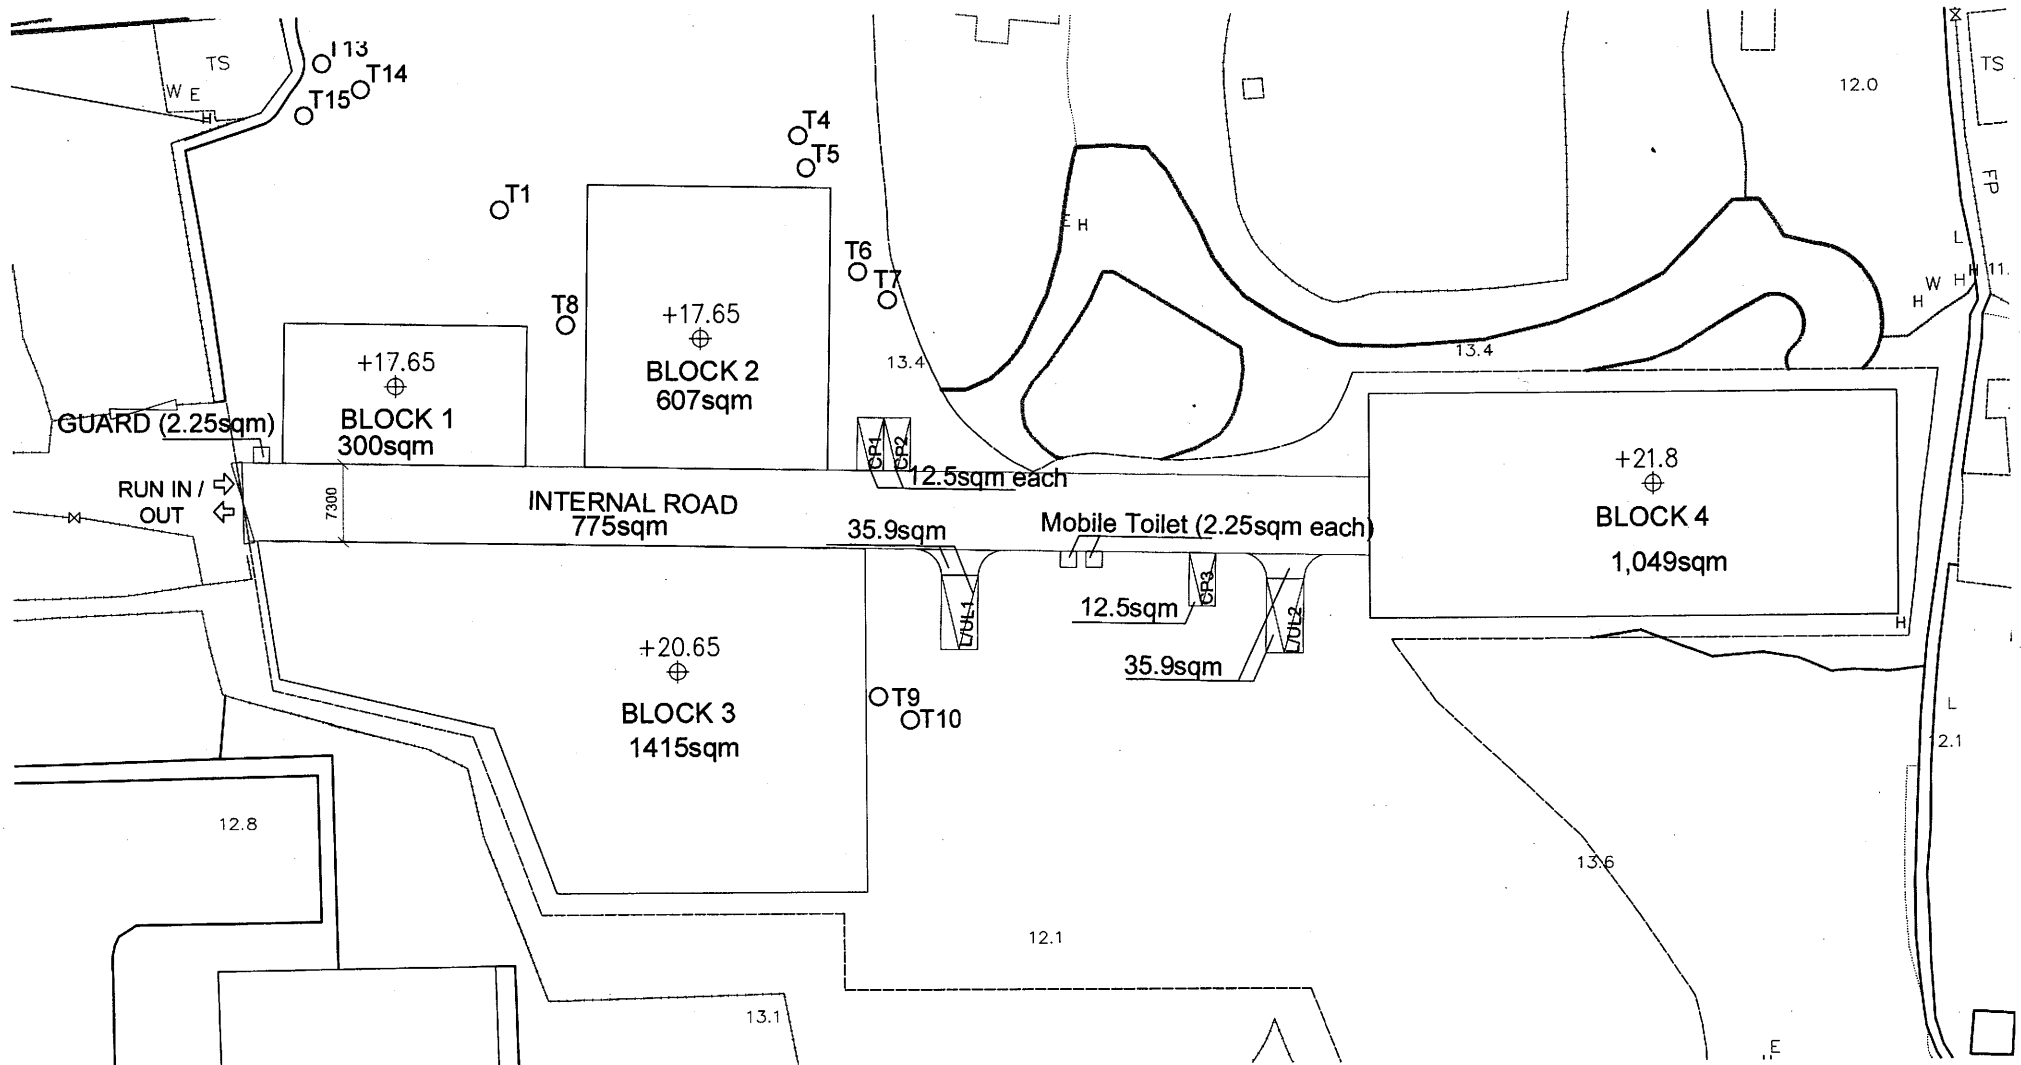 T13
TS
T14
W E
T15
H
T4
T5
T1
T6
T7
T8
E H
12.0
TS
FP
L
H 11.
W H
H
+17.65
BLOCK 1
300sqm
+17.65
BLOCK 2
607sqm
13.4
13.4
GUARD (2.25sqm)
RUN IN /
OUT
7300
INTERNAL ROAD
775sqm
CP1
CP2
12.5sqm each
35.9sqm
Mobile Toilet (2.25sqm each)
+21.8
BLOCK 4
1,049sqm
L/UL1
12.5sqm
CP3
L/UL2
35.9sqm
H
+20.65
BLOCK 3
1415sqm
T9
T10
L
12.1
12.8
13.6
12.1
13.1
E